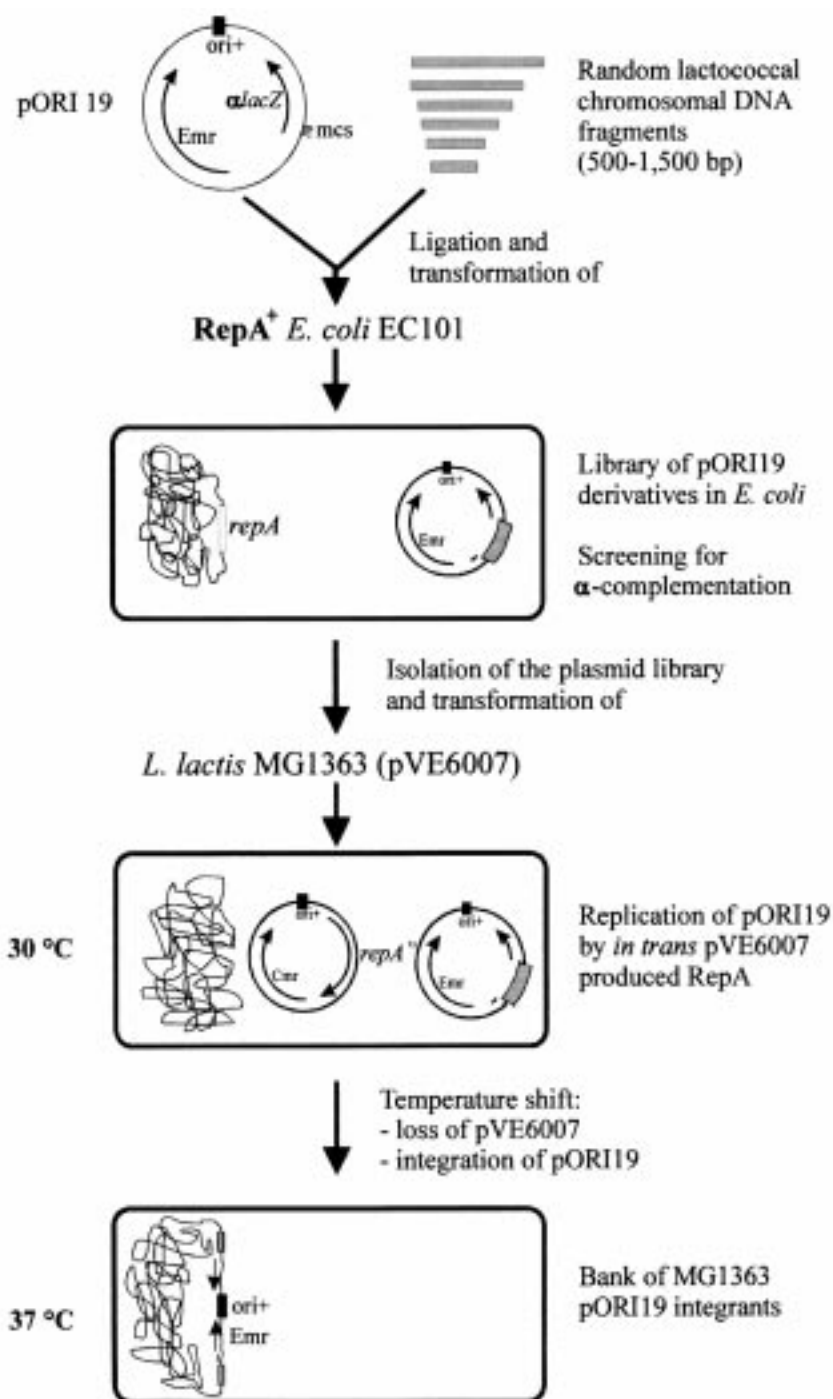 ori+
pORI 19
αlacZ
Emr
mcs
Random lactococcal
chromosomal DNA
fragments
(500-1,500 bp)
Ligation and
transformation of
RepA+ E. coli EC101
ori+
repA
Emr
Library of pORI19
derivatives in E. coli
Screening for
α-complementation
Isolation of the plasmid library
and transformation of
L. lactis MG1363 (pVE6007)
30 °C
ori+
Cmr
repA
ori+
Emr
Replication of pORI19
by in trans pVE6007
produced RepA
Temperature shift:
- loss of pVE6007
- integration of pORI19
37 °C
ori+
Emr
Bank of MG1363
pORI19 integrants